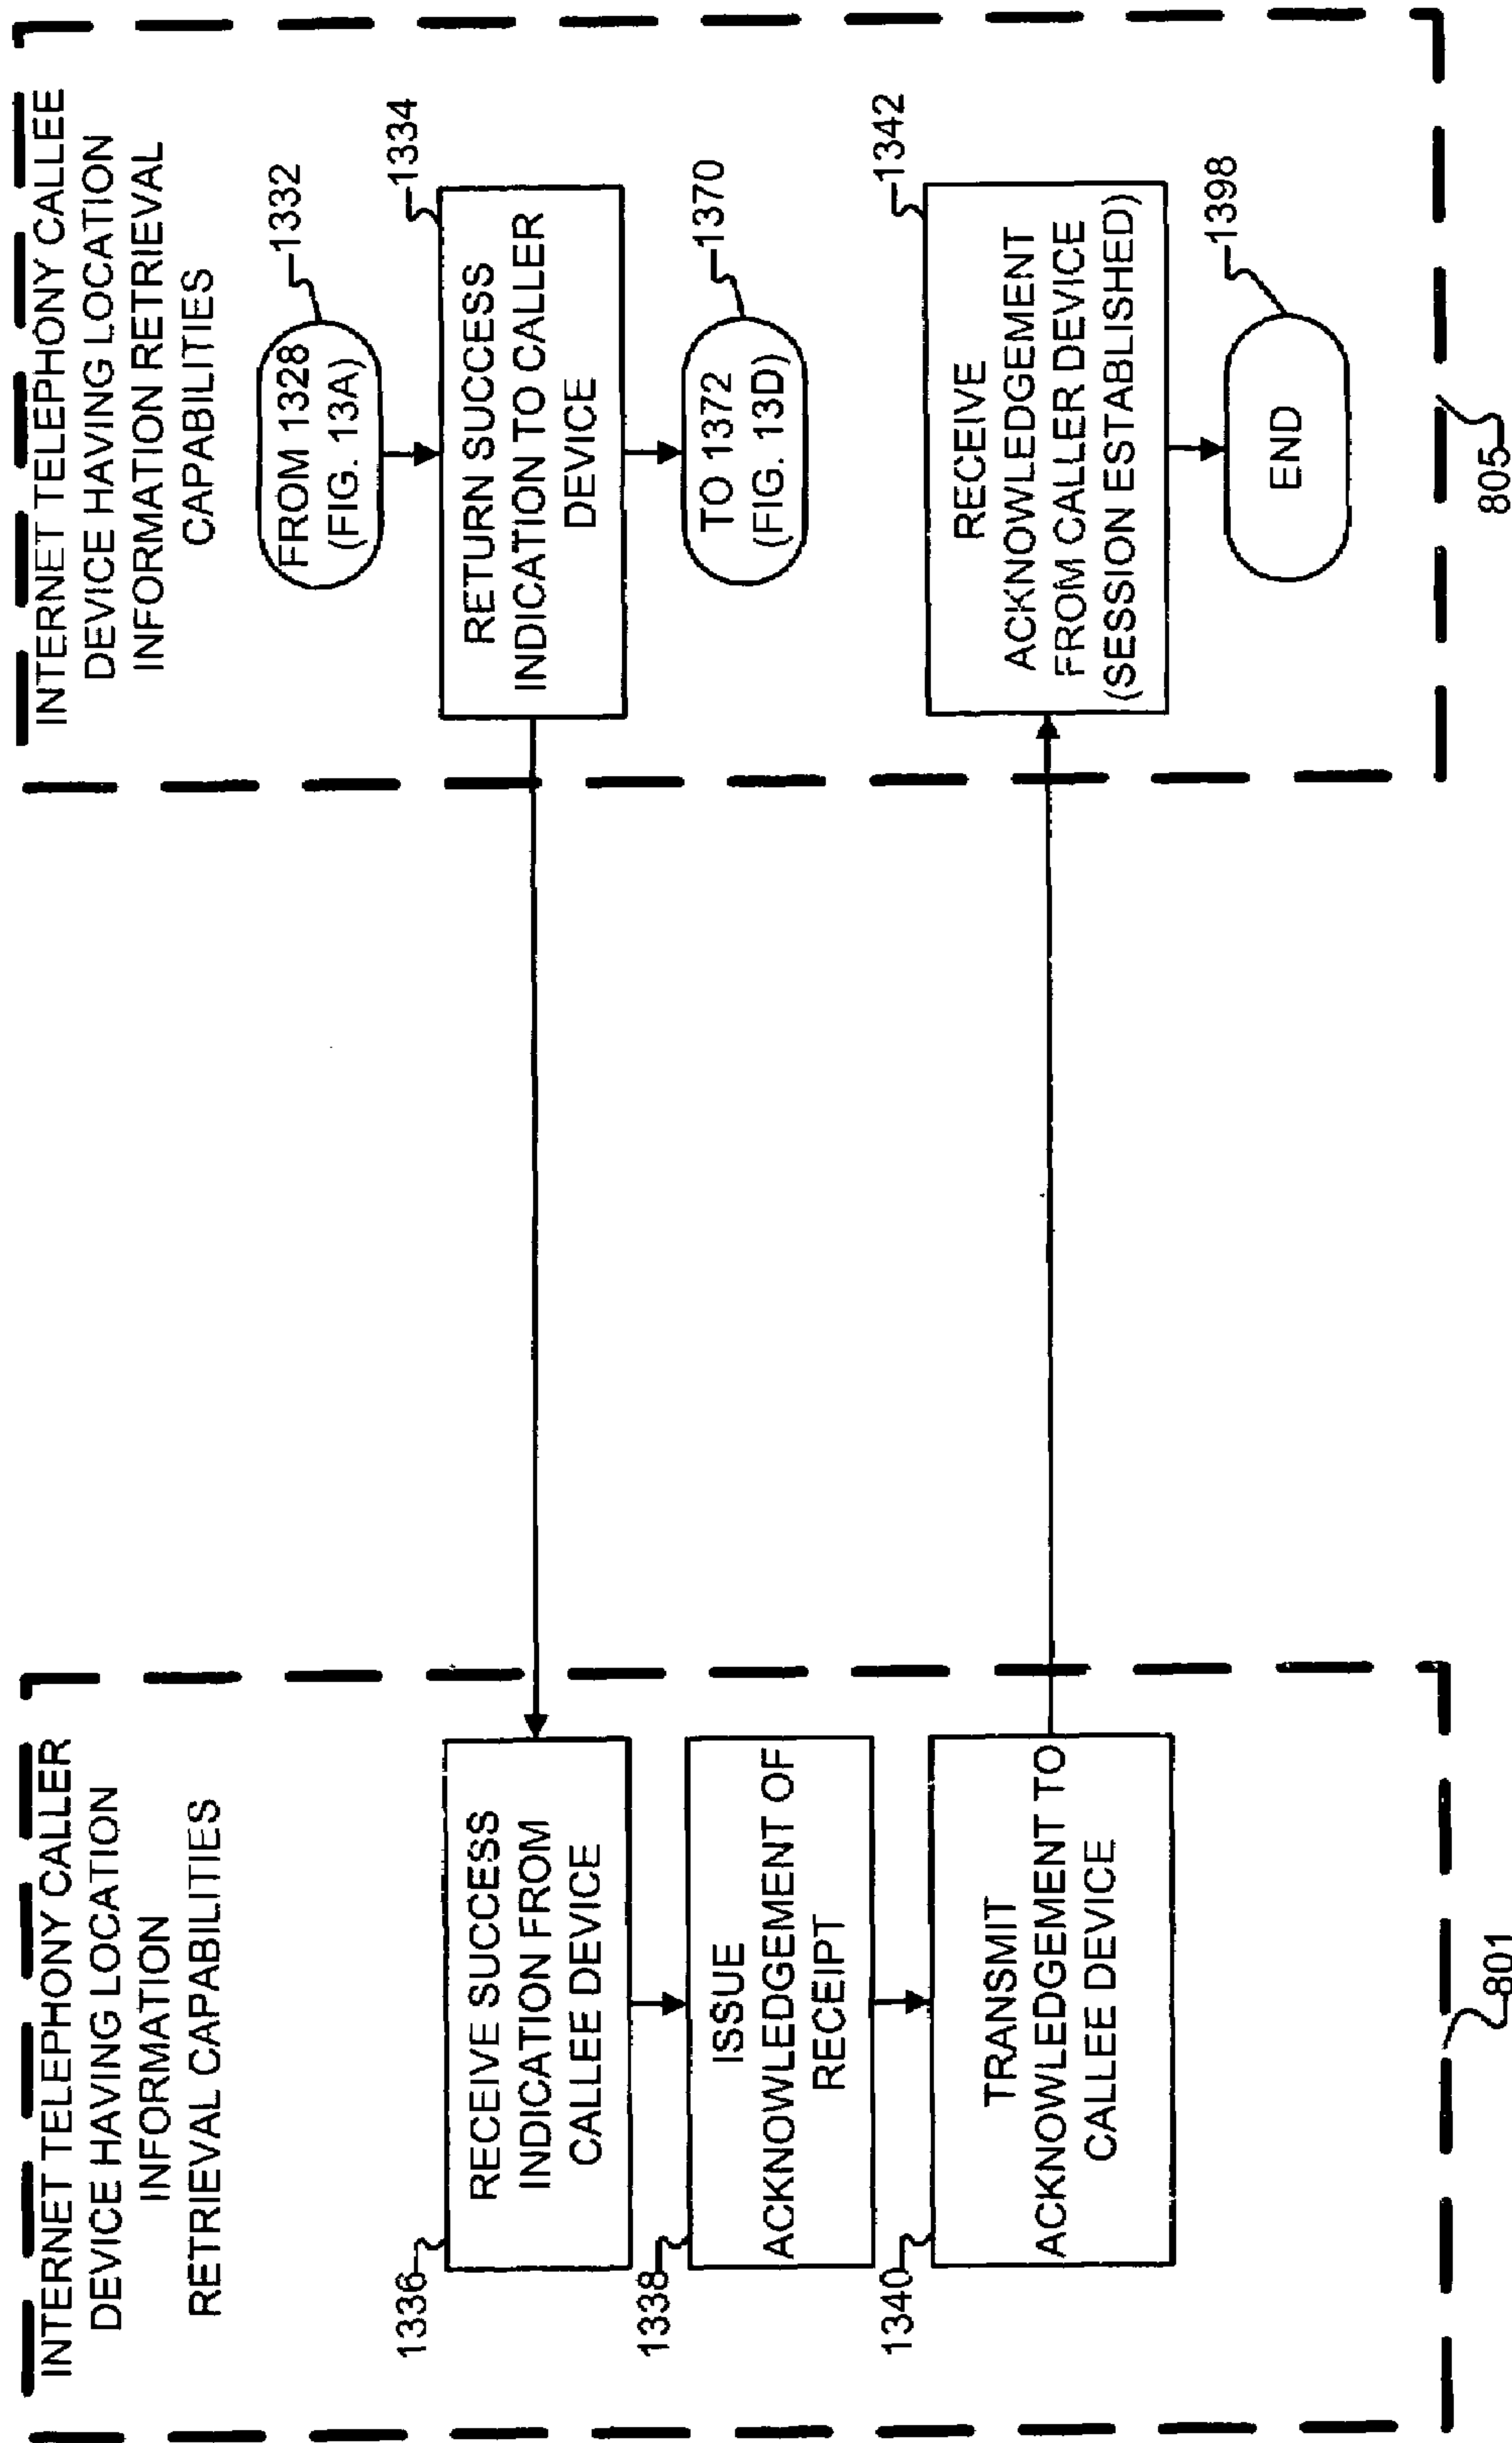 INTERNET TELEPHONY CALLER
DEVICE HAVING LOCATION
INFORMATION
RETRIEVAL CAPABILITIES
1336
RECEIVE SUCCESS
INDICATION FROM
CALLEE DEVICE
1338
ISSUE
ACKNOWLEDGEMENT OF
RECEIPT
1340
TRANSMIT
ACKNOWLEDGEMENT TO
CALLEE DEVICE
801
INTERNET TELEPHONY CALLEE
DEVICE HAVING LOCATION
INFORMATION RETRIEVAL
CAPABILITIES
FROM 1328
(FIG. 13A)
1332
RETURN SUCCESS
INDICATION TO CALLER
DEVICE
1334
TO 1372
(FIG. 13D)
1370
RECEIVE
ACKNOWLEDGEMENT
FROM CALLER DEVICE
(SESSION ESTABLISHED)
1342
END
1398
805